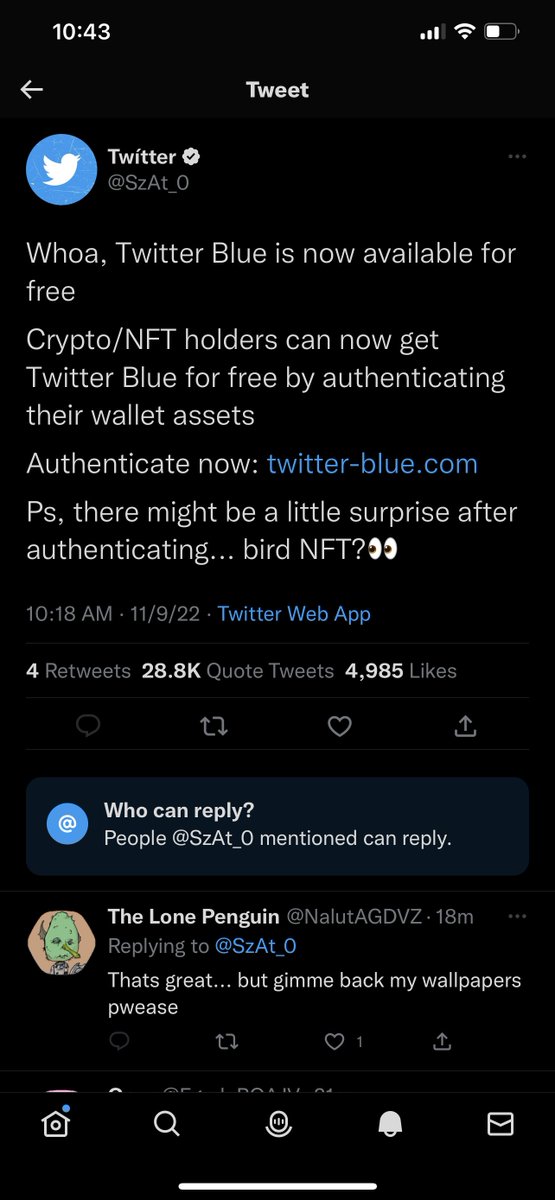 10:43
Tweet
Twítter
@SzAt_0
Whoa, Twitter Blue is now available for
free
Crypto/NFT holders can now get
Twitter Blue for free by authenticating
their wallet assets
Authenticate now: twitter-blue.com
Ps, there might be a little surprise after
authenticating... bird NFT?👀
10:18 AM · 11/9/22 · Twitter Web App
4 Retweets 28.8K Quote Tweets 4,985 Likes
@
Who can reply?
People @SzAt_0 mentioned can reply.
The Lone Penguin @NalutAGDVZ · 18m
Replying to @SzAt_0
Thats great... but gimme back my wallpapers
pwease
1